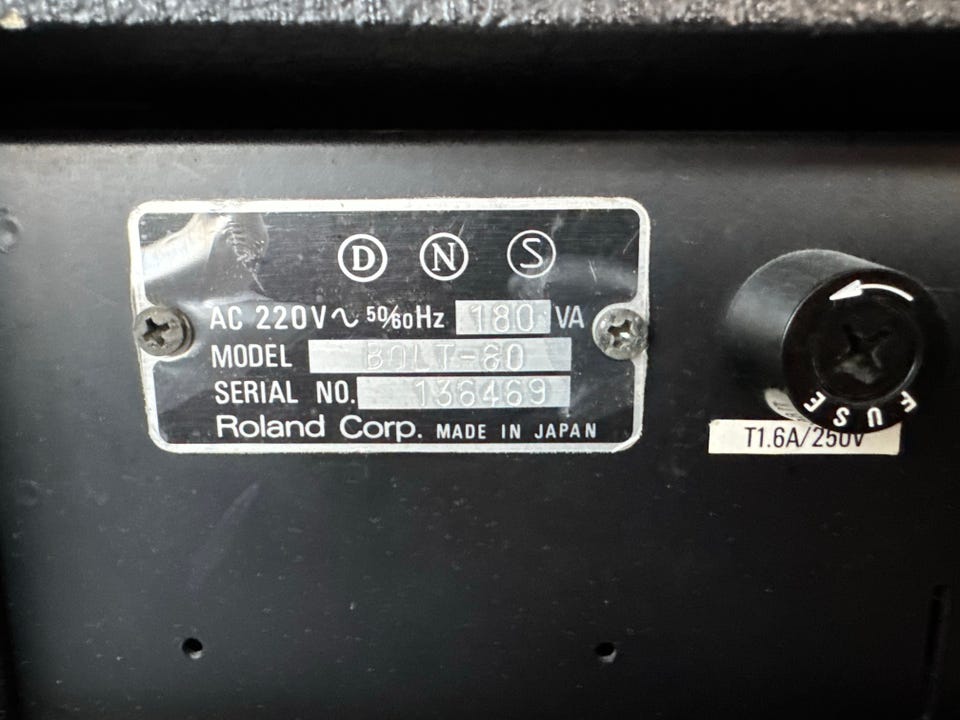 D N S
AC 220V~ 50/60Hz 180 VA
MODEL BOLT-60
SERIAL NO. 136469
Roland Corp. MADE IN JAPAN
FUSE
T1.6A/250V